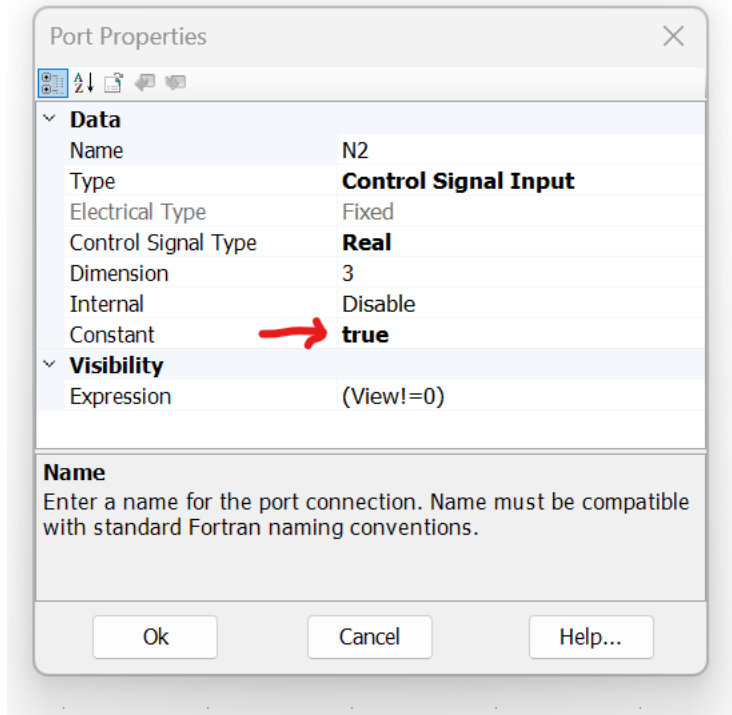 Port Properties
Data
Name N2
Type Control Signal Input
Electrical Type Fixed
Control Signal Type Real
Dimension 3
Internal Disable
Constant true
Visibility
Expression (View!=0)
Name
Enter a name for the port connection. Name must be compatible
with standard Fortran naming conventions.
Ok Cancel Help...